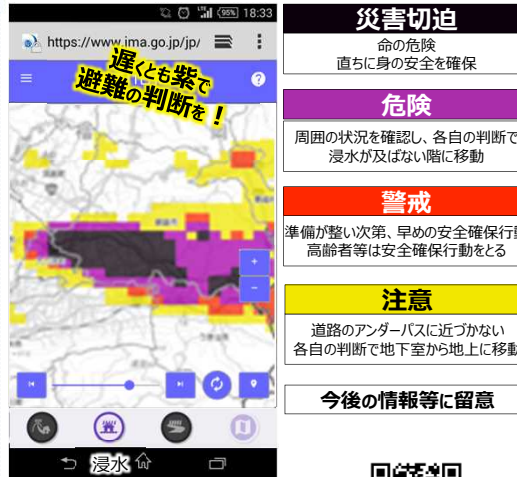 LTE 95% 18:33
https://www.jma.go.jp/jp/
遅くとも紫で
避難の判断を！
?
+
−
浸水
災害切迫
命の危険
直ちに身の安全を確保
危険
周囲の状況を確認し、各自の判断で
浸水が及ばない階に移動
警戒
準備が整い次第、早めの安全確保行動
高齢者等は安全確保行動をとる
注意
道路のアンダーパスに近づかない
各自の判断で地下室から地上に移動
今後の情報等に留意